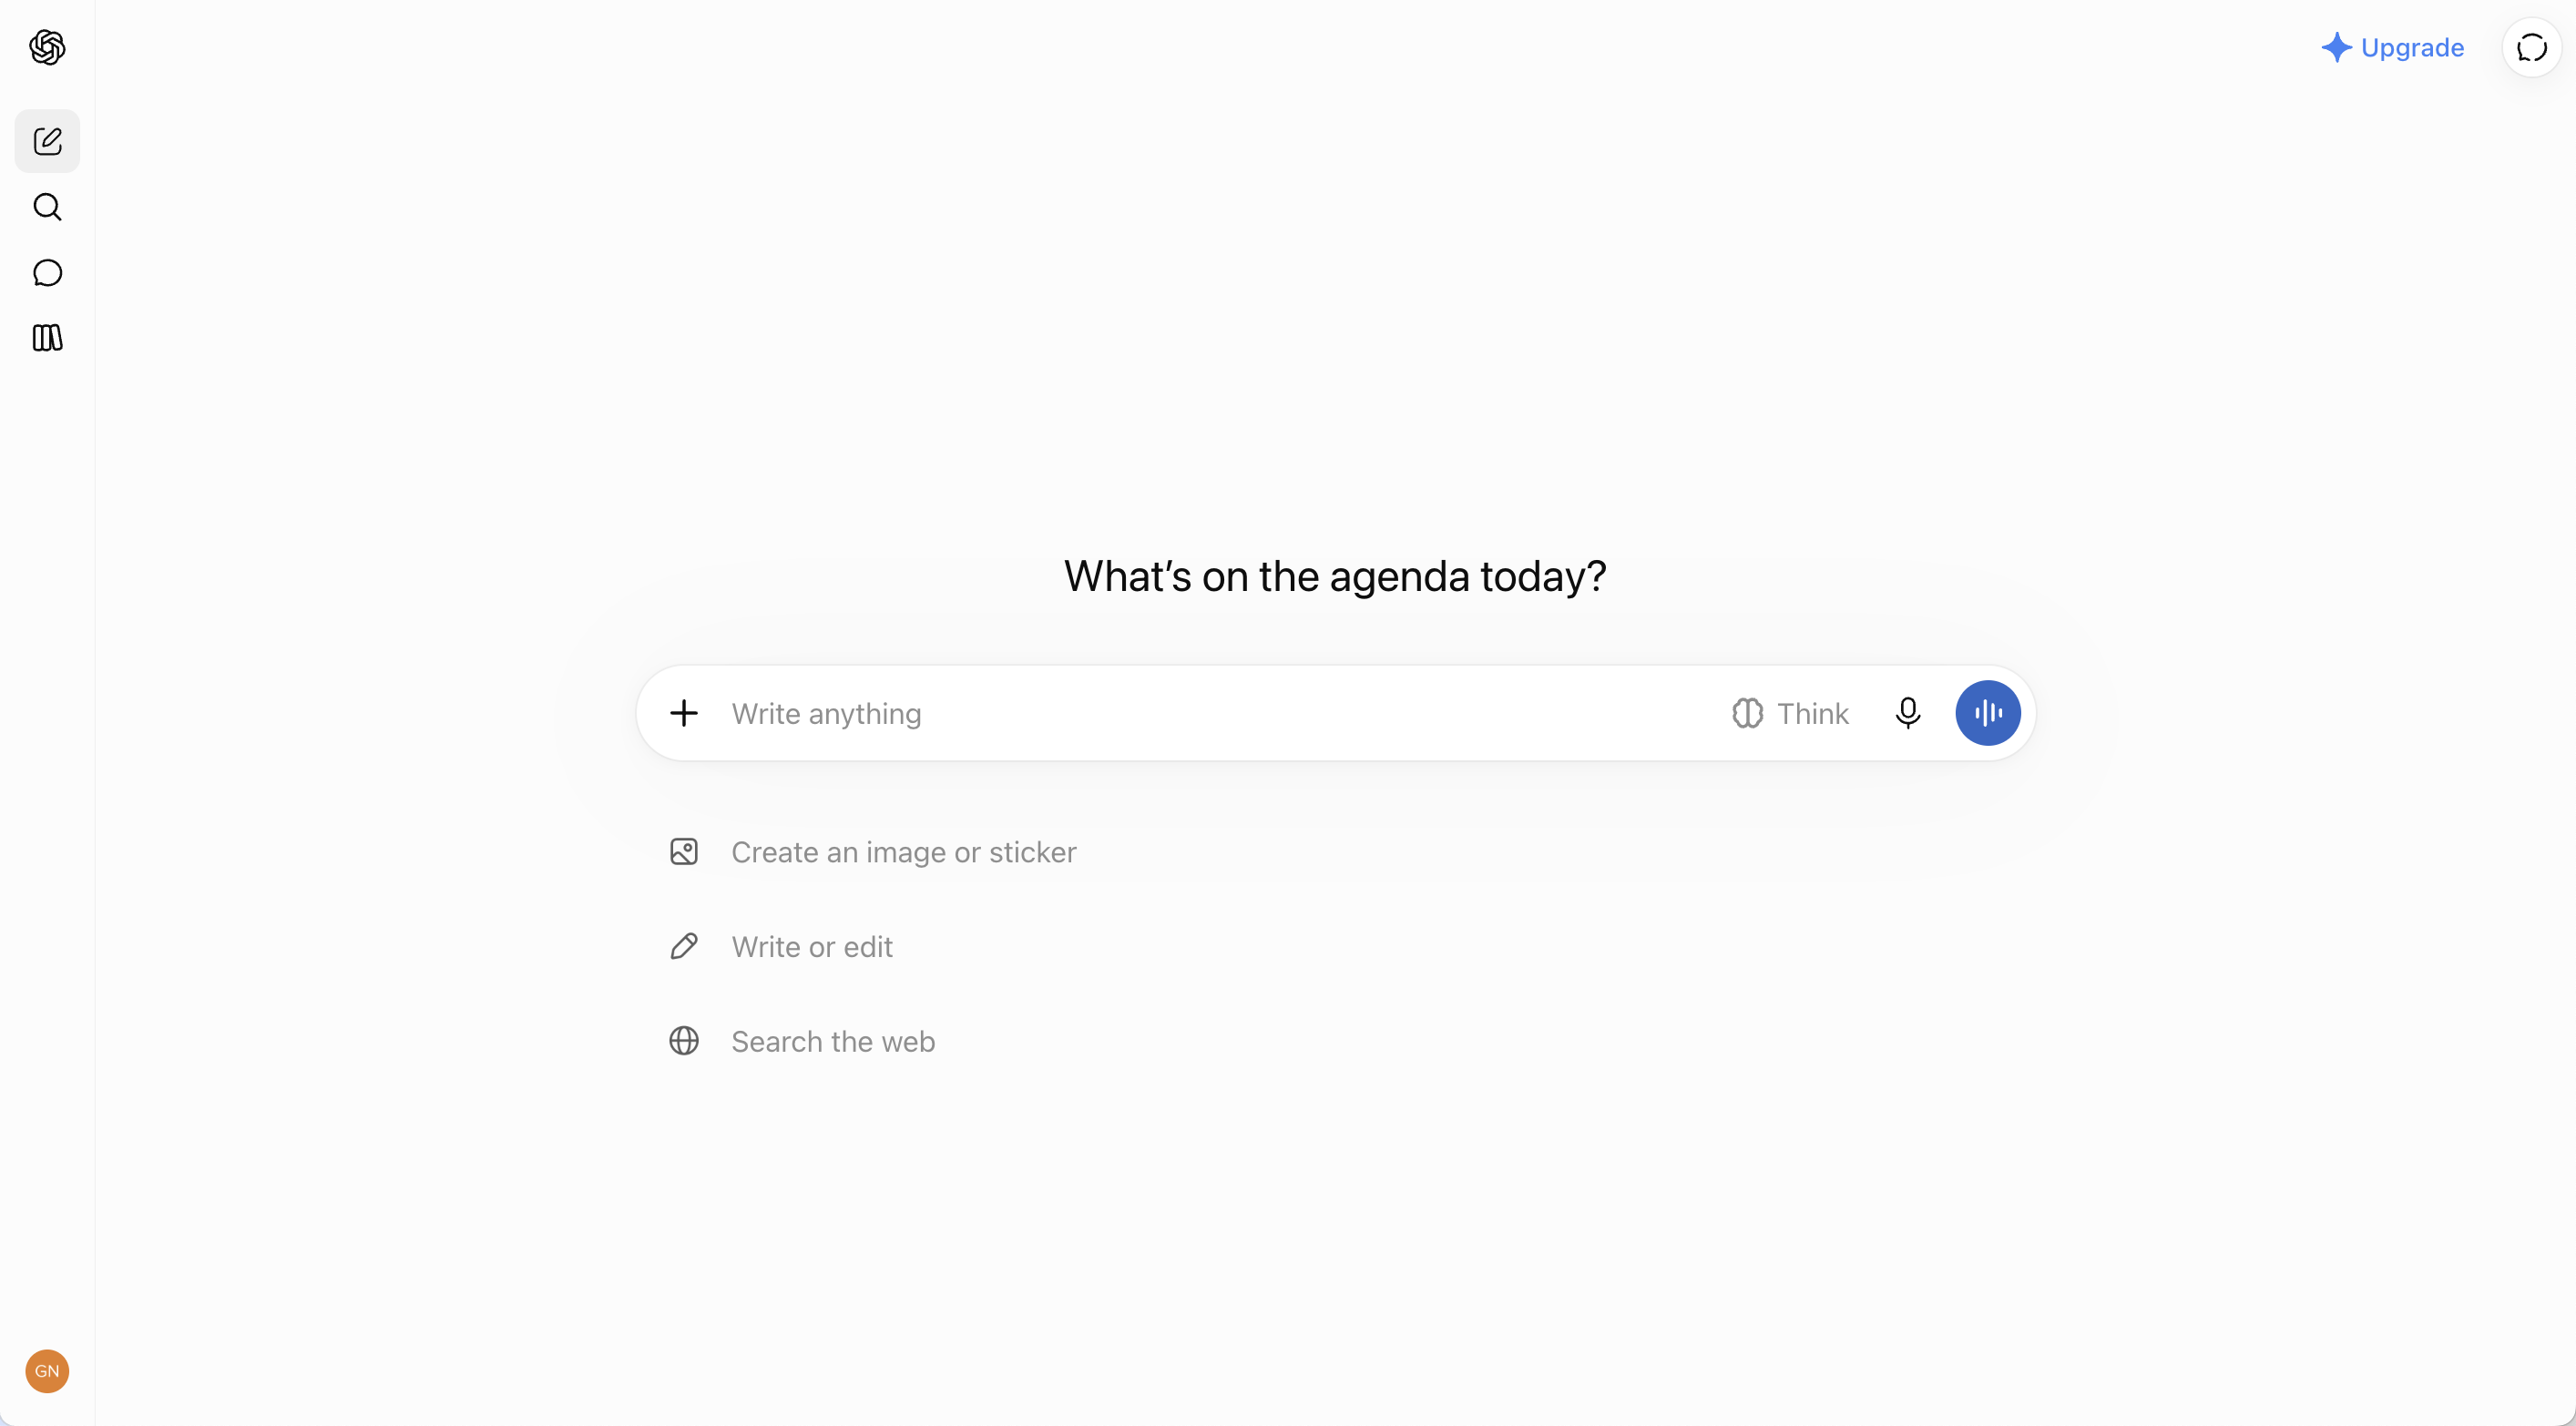 Upgrade
What’s on the agenda today?
Write anything
Think
Create an image or sticker
Write or edit
Search the web
GN